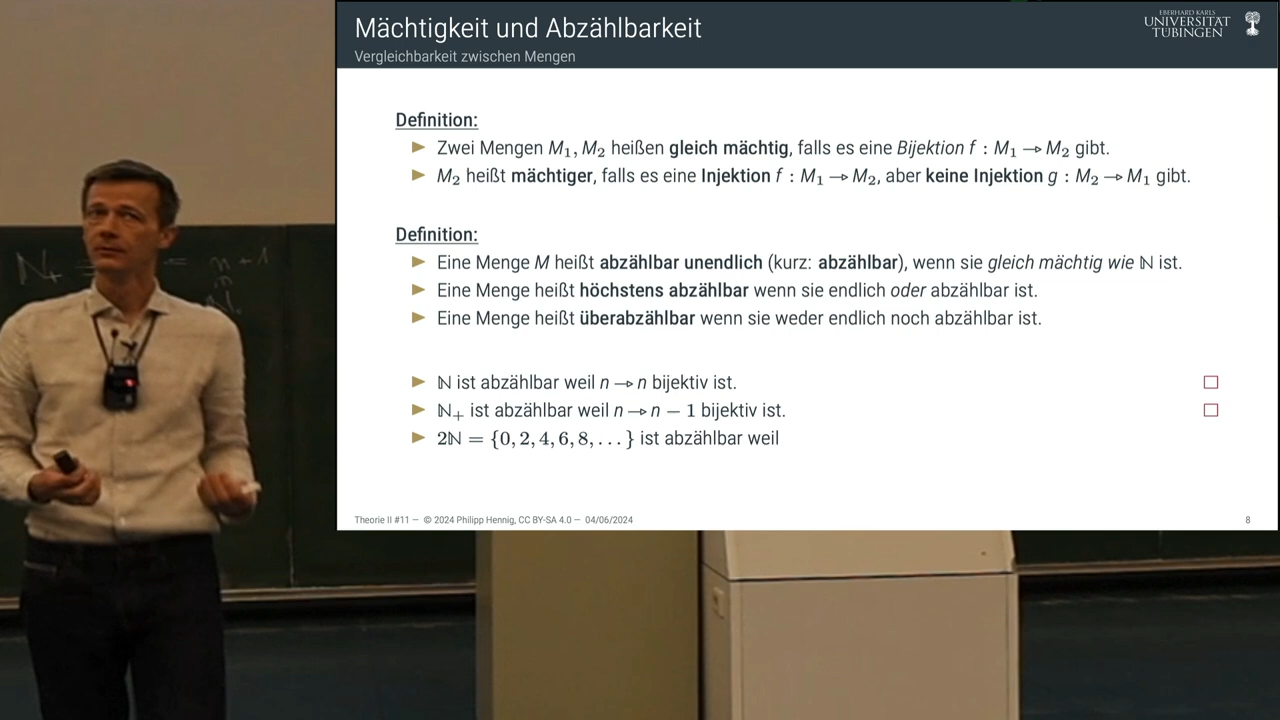 Mächtigkeit und Abzählbarkeit
Vergleichbarkeit zwischen Mengen
EBERHARD KARLS
UNIVERSITÄT
TÜBINGEN
Definition:
Zwei Mengen M₁, M₂ heißen gleich mächtig, falls es eine Bijektion f : M₁ → M₂ gibt.
M₂ heißt mächtiger, falls es eine Injektion f : M₁ → M₂, aber keine Injektion g : M₂ → M₁ gibt.
Definition:
Eine Menge M heißt abzählbar unendlich (kurz: abzählbar), wenn sie gleich mächtig wie ℕ ist.
Eine Menge heißt höchstens abzählbar wenn sie endlich oder abzählbar ist.
Eine Menge heißt überabzählbar wenn sie weder endlich noch abzählbar ist.
ℕ ist abzählbar weil n → n bijektiv ist. □
ℕ₊ ist abzählbar weil n → n − 1 bijektiv ist. □
2ℕ = {0, 2, 4, 6, 8, . . . } ist abzählbar weil
Theorie II #11 — © 2024 Philipp Hennig, CC BY-SA 4.0 — 04/06/2024
8
ℕ₊ = = n+1